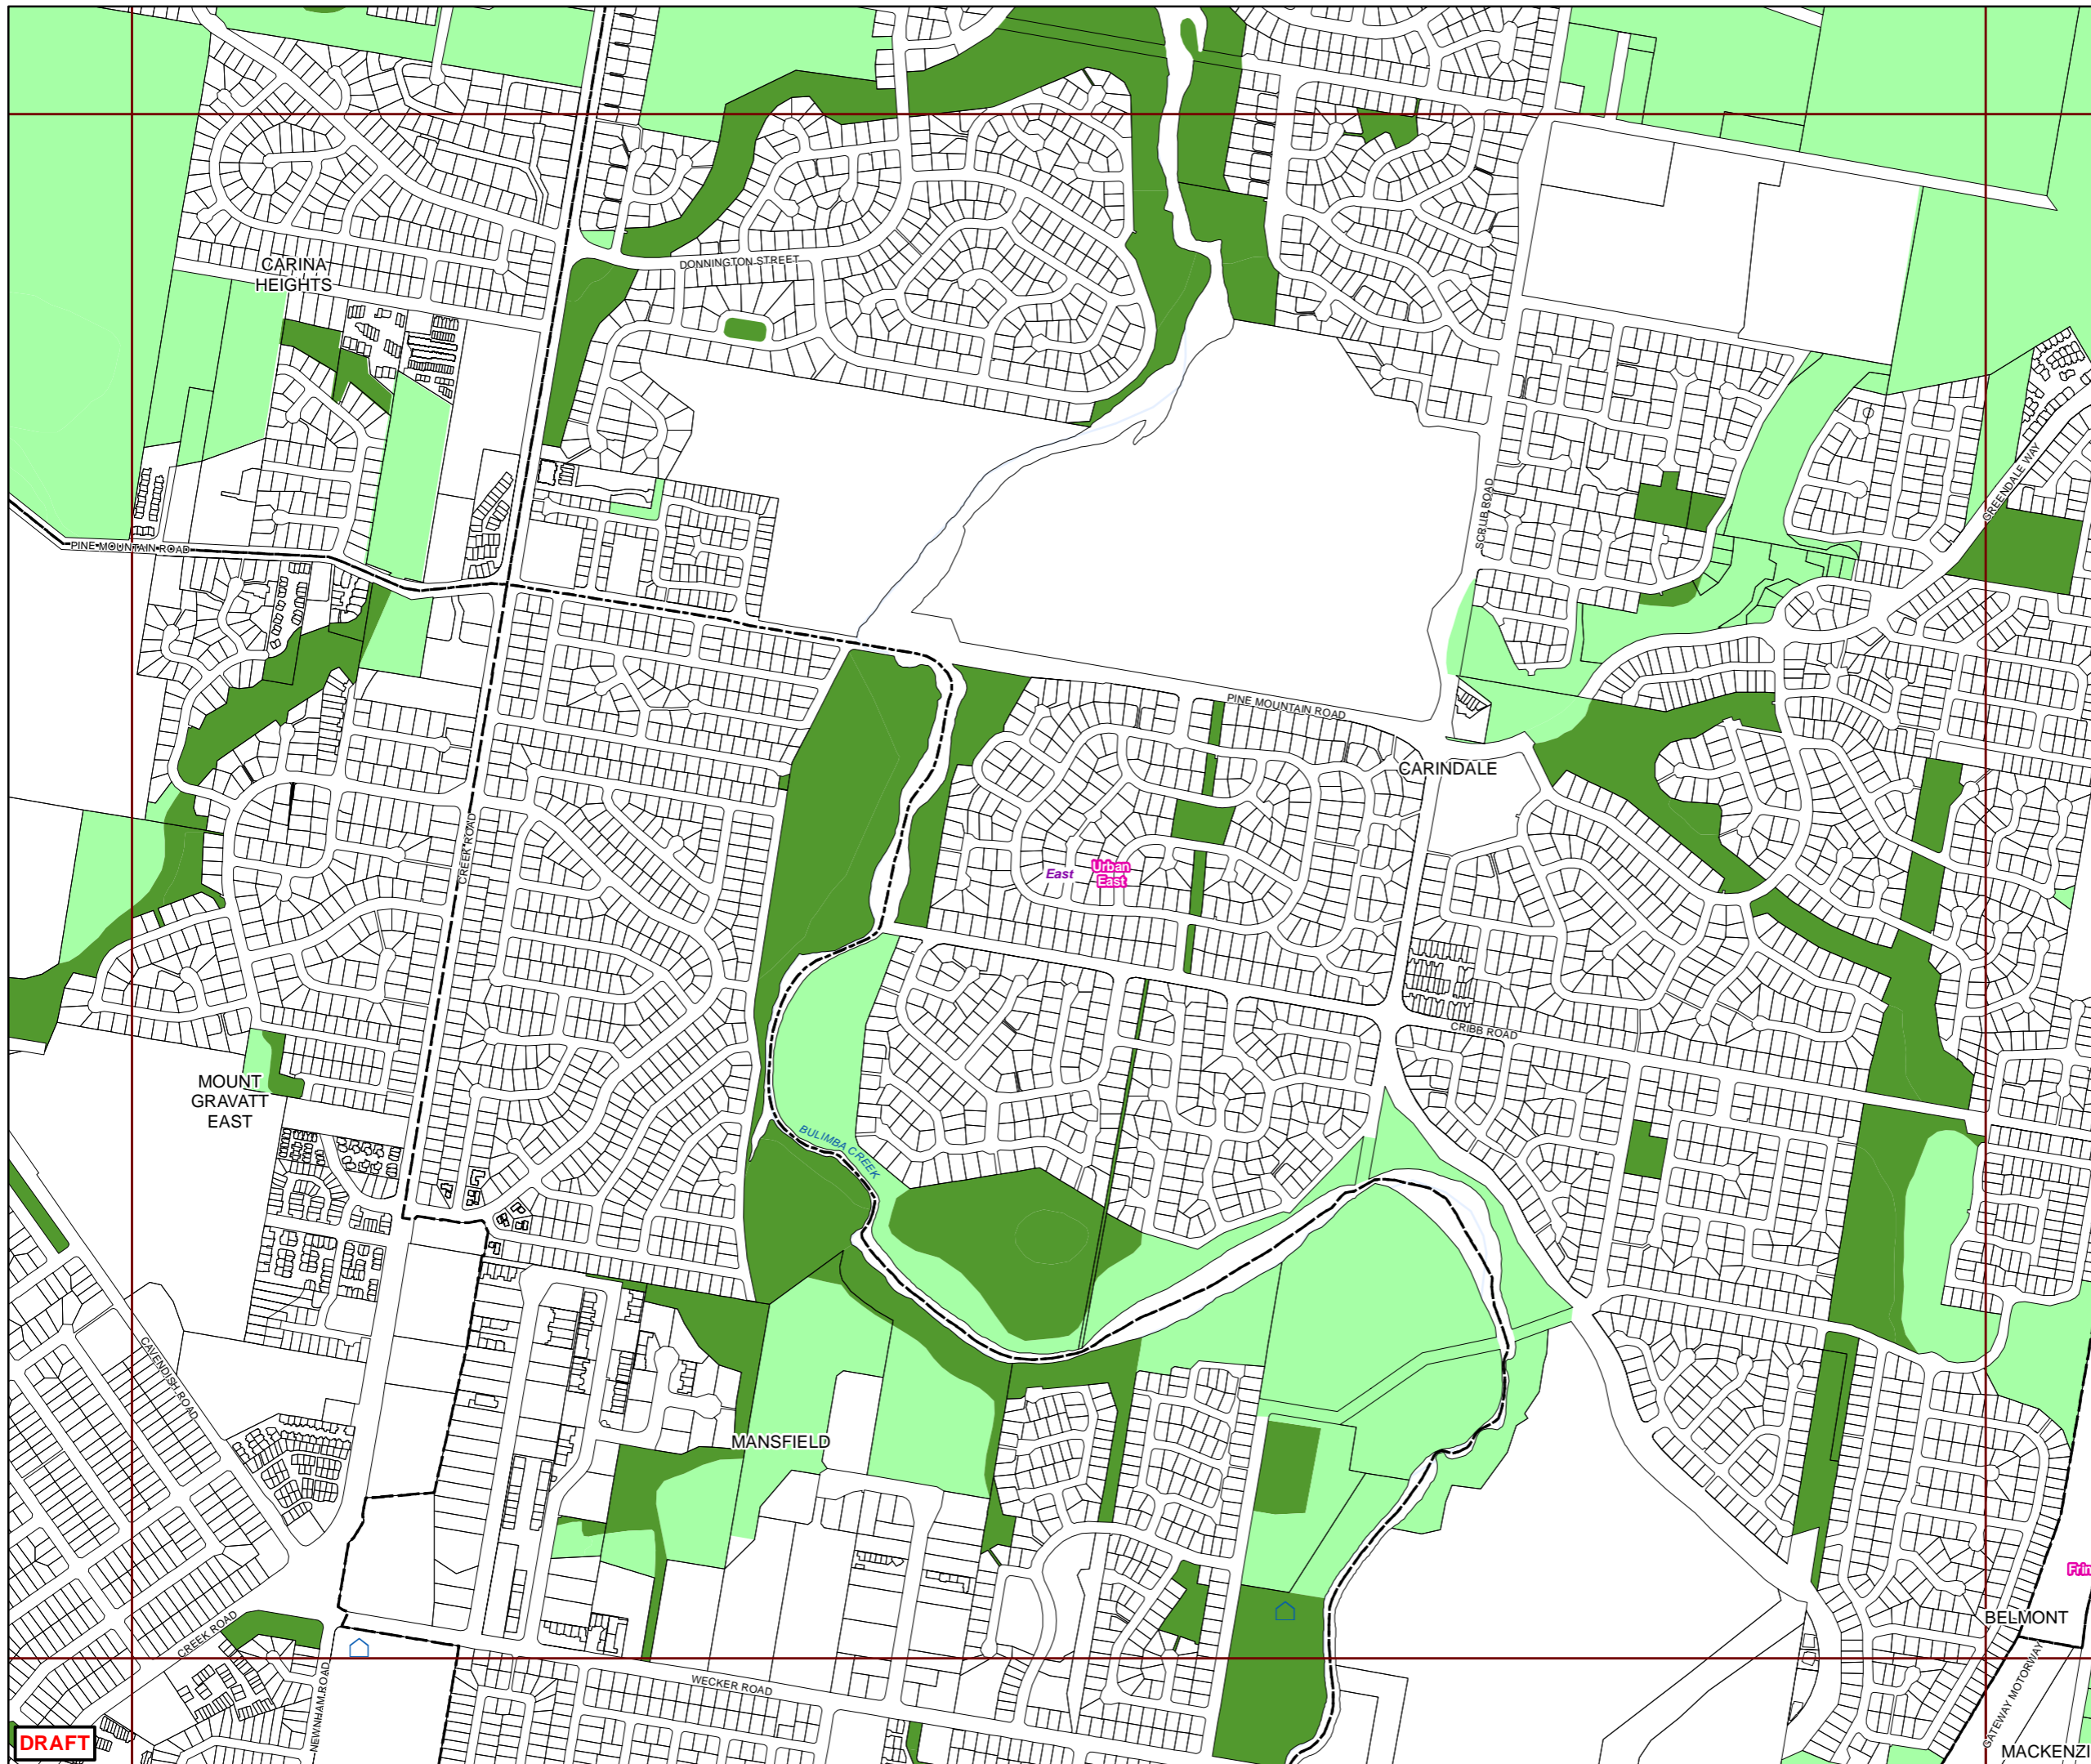 CARINA
HEIGHTS
DONNINGTON STREET
GREENDALE WAY
SCRUB ROAD
PINE MOUNTAIN ROAD
PINE MOUNTAIN ROAD
CARINDALE
CREEK ROAD
East
Urban
East
CRIBB ROAD
MOUNT
GRAVATT
EAST
BULIMBA CREEK
CAVENDISH ROAD
MANSFIELD
Frin
BELMONT
CREEK ROAD
NEWNHAM ROAD
WECKER ROAD
GATEWAY MOTORWAY
DRAFT
MACKENZI